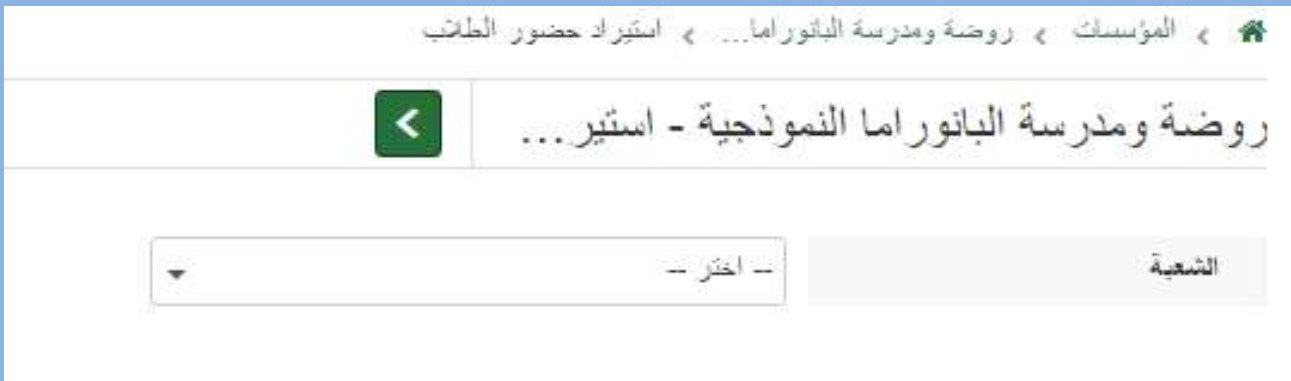 المؤسسات › روضة ومدرسة البانوراما... › استيراد حضور الطالب
روضة ومدرسة البانوراما النموذجية - استير...
الشعبة
-- اختر --